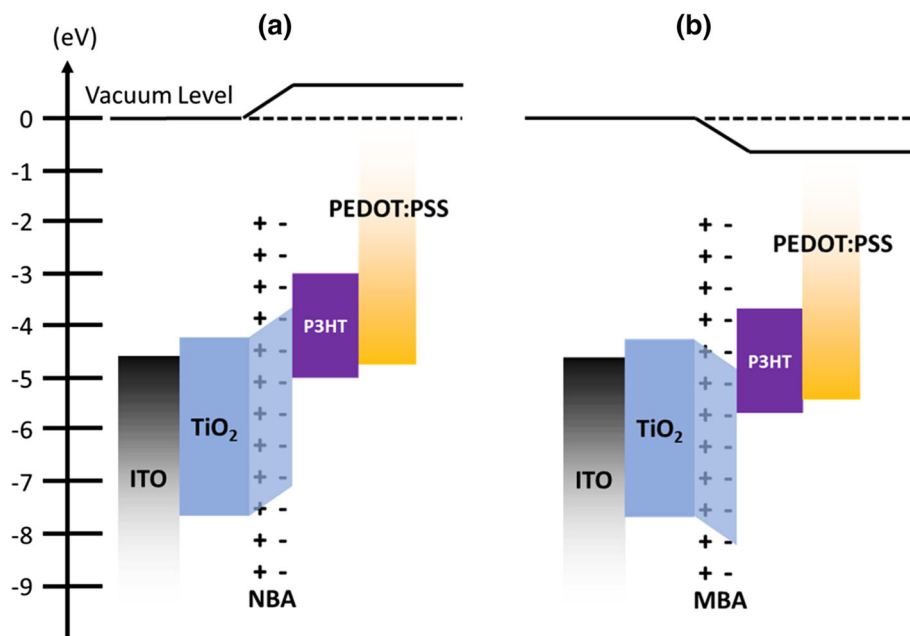 (eV)
(a)
(b)
Vacuum Level
0
-1
-2
-3
-4
-5
-6
-7
-8
-9
+ -
+ -
+ -
+ -
+ -
+ -
+ -
+ -
+ -
+ -
+ -
+ -
PEDOT:PSS
P3HT
TiO₂
ITO
NBA
+ -
+ -
+ -
+ -
+ -
+ -
+ -
+ -
+ -
+ -
+ -
+ -
PEDOT:PSS
P3HT
TiO₂
ITO
MBA